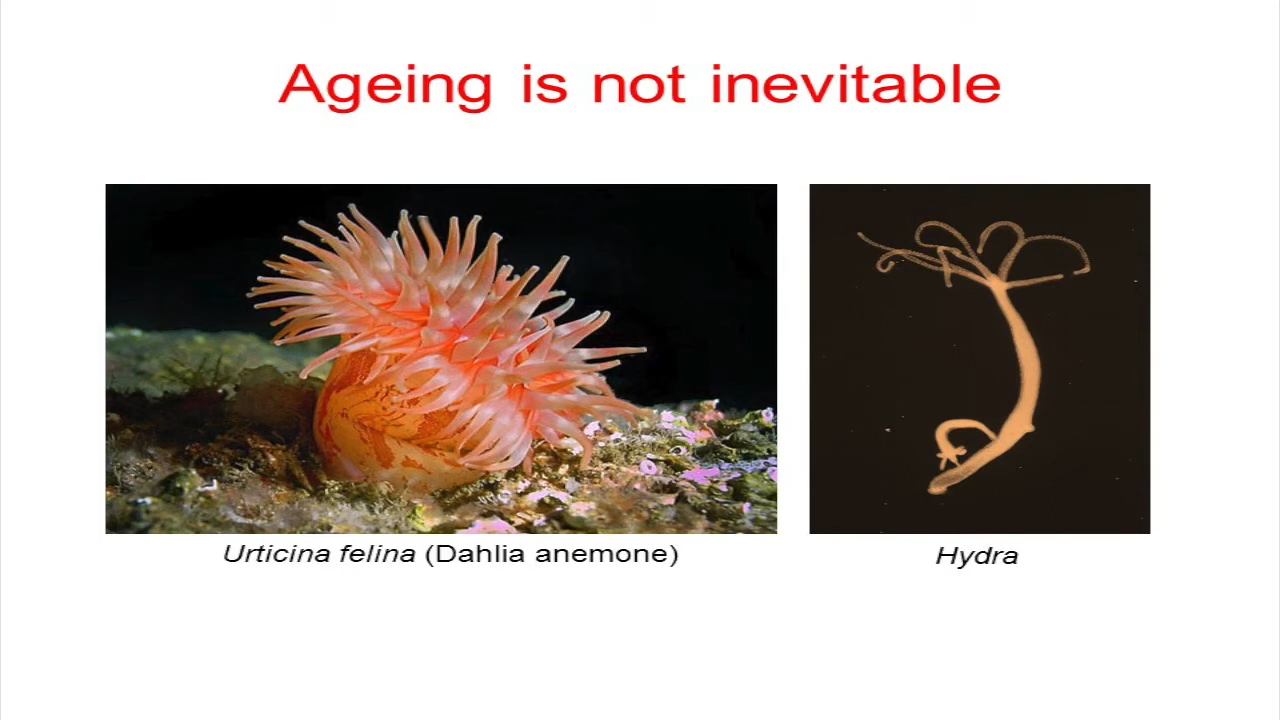 Ageing is not inevitable
Urticina felina (Dahlia anemone)
Hydra